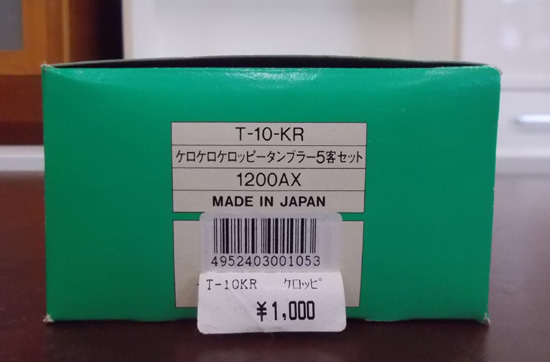 T-10-KR
ケロケロケロッピータンブラー5客セット
1200AX
MADE IN JAPAN
4952403001053
T-10KR ケロッピ
¥1,000